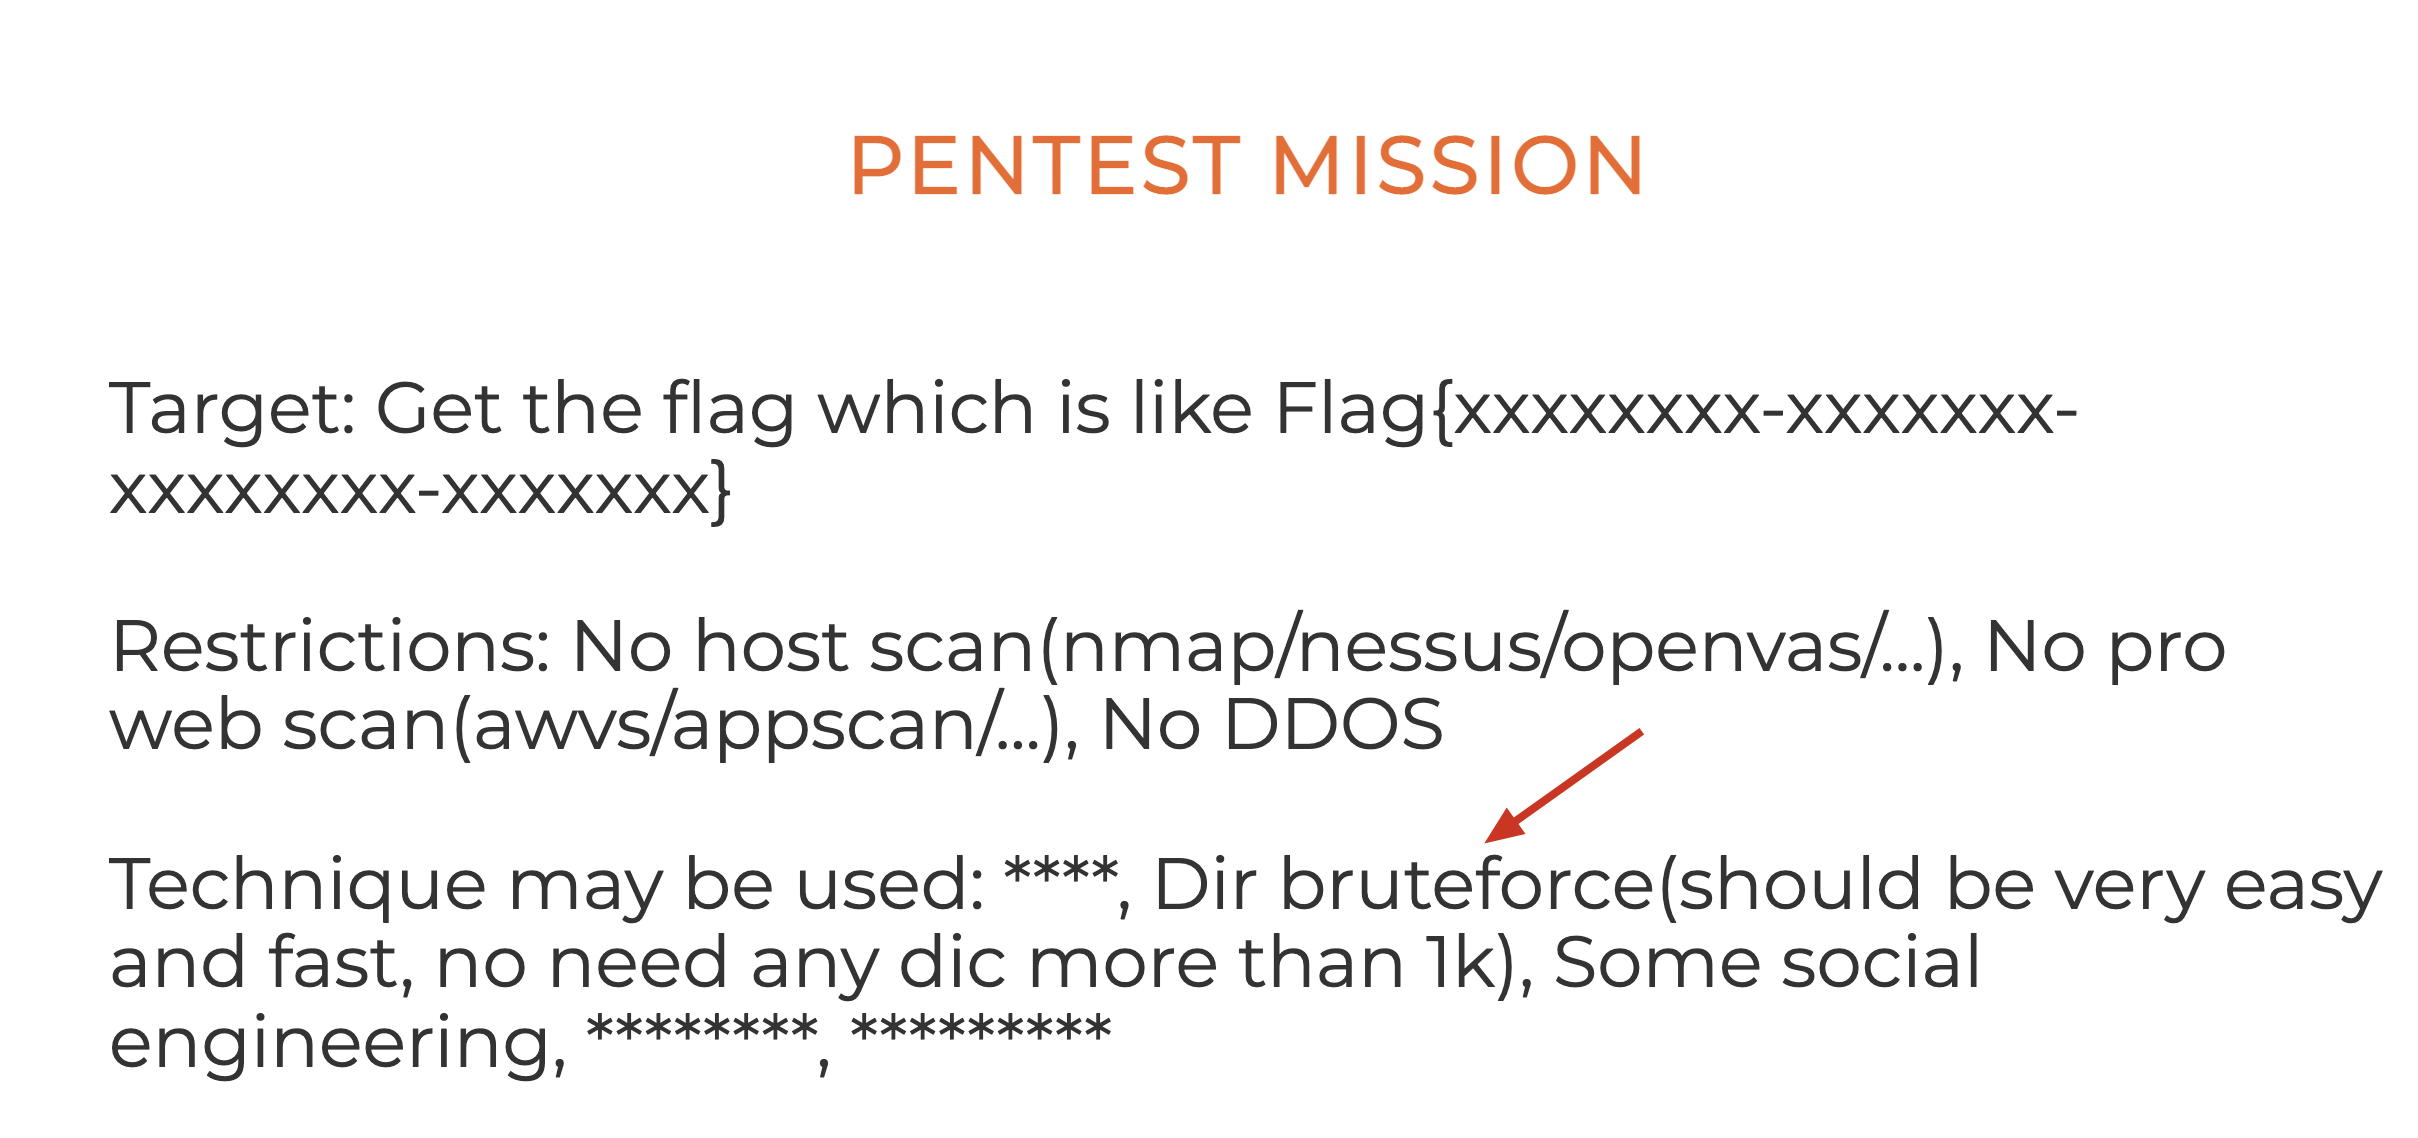 PENTEST MISSION
Target: Get the flag which is like Flag{xxxxxxxx-xxxxxxx-
xxxxxxxx-xxxxxxx}
Restrictions: No host scan(nmap/nessus/openvas/...), No pro
web scan(awvs/appscan/...), No DDOS
Technique may be used: ****, Dir bruteforce(should be very easy
and fast, no need any dic more than 1k), Some social
engineering, ********, *********